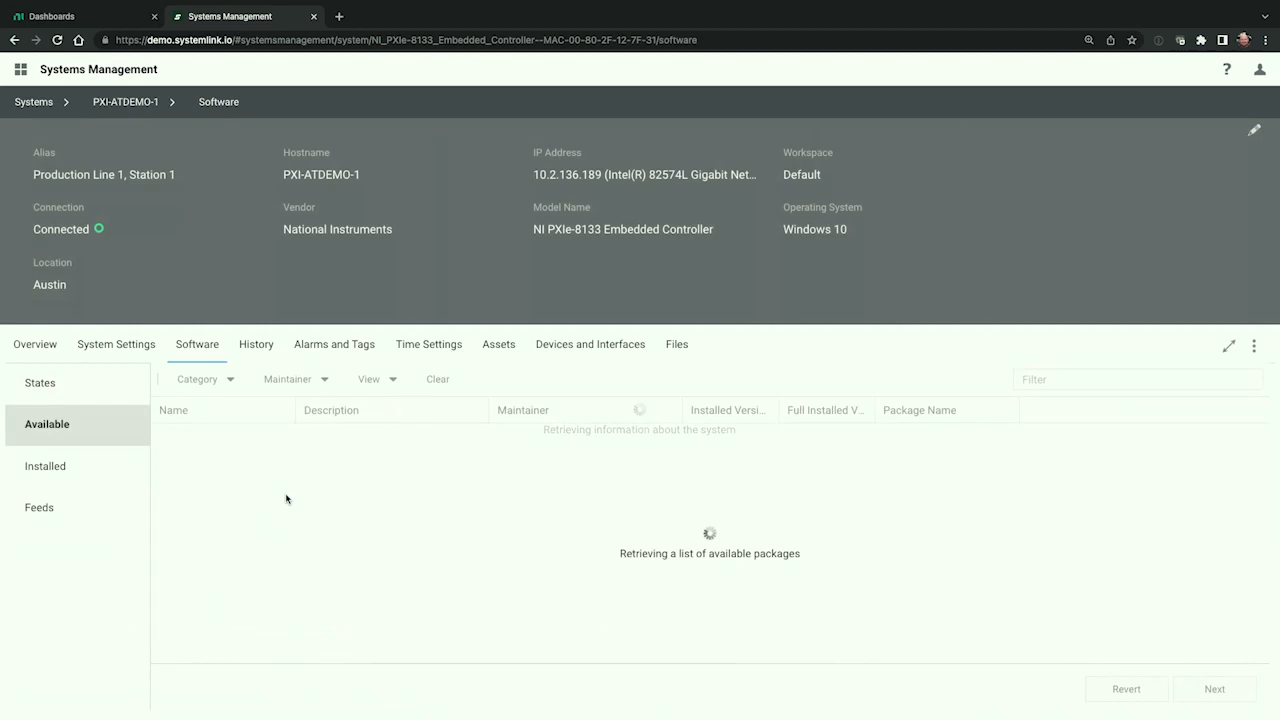 Dashboards
Systems Management
https://demo.systemlink.io/#systemsmanagement/system/NI_PXIe-8133_Embedded_Controller--MAC-00-80-2F-12-7F-31/software
Systems Management
Systems PXI-ATDEMO-1 Software
Alias Hostname IP Address Workspace
Production Line 1, Station 1 PXI-ATDEMO-1 10.2.136.189 (Intel(R) 82574L Gigabit Net... Default
Connection Vendor Model Name Operating System
Connected National Instruments NI PXIe-8133 Embedded Controller Windows 10
Location
Austin
Overview System Settings Software History Alarms and Tags Time Settings Assets Devices and Interfaces Files
States
Available
Installed
Feeds
Category Maintainer View Clear Filter
Name Description Maintainer Installed Versi... Full Installed V... Package Name
Retrieving information about the system
Retrieving a list of available packages
Revert Next